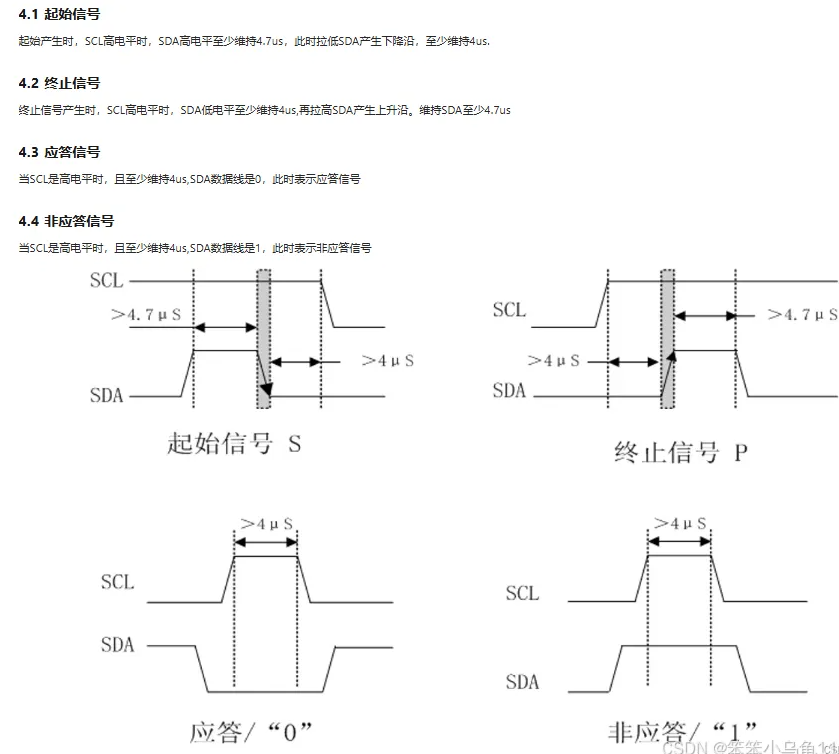 4.1 起始信号
起始产生时，SCL高电平时，SDA高电平至少维持4.7us，此时拉低SDA产生下降沿，至少维持4us.
4.2 终止信号
终止信号产生时，SCL高电平时，SDA低电平至少维持4us,再拉高SDA产生上升沿。维持SDA至少4.7us
4.3 应答信号
当SCL是高电平时，且至少维持4us,SDA数据线是0，此时表示应答信号
4.4 非应答信号
当SCL是高电平时，且至少维持4us,SDA数据线是1，此时表示非应答信号
SCL
>4.7μS
>4μS
SDA
起始信号 S
SCL
>4.7μS
>4μS
SDA
终止信号 P
>4μS
SCL
SDA
应答/“0”
>4μS
SCL
SDA
非应答/“1”
CSDN @笨笨小乌龟11